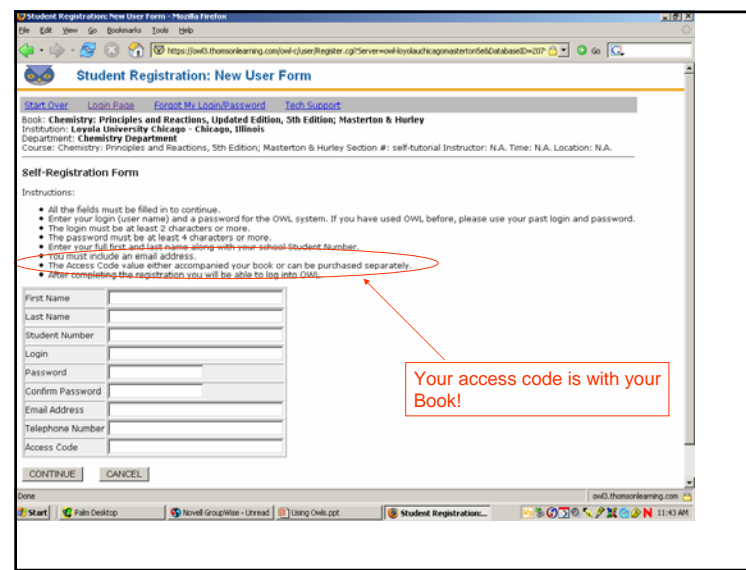 Student Registration: New User Form - Mozilla Firefox
File Edit View Go Bookmarks Tools Help
Go
Student Registration: New User Form
Start Over Login Page Forgot My Login/Password Tech Support
Book: Chemistry: Principles and Reactions, Updated Edition, 5th Edition; Masterton & Hurley
Institution: Loyola University Chicago - Chicago, Illinois
Department: Chemistry Department
Course: Chemistry: Principles and Reactions, 5th Edition; Masterton & Hurley Section #: self-tutorial Instructor: N.A. Time: N.A. Location: N.A.
Self-Registration Form
Instructions:
All the fields must be filled in to continue.
Enter your login (user name) and a password for the OWL system. If you have used OWL before, please use your past login and password.
The login must be at least 2 characters or more.
The password must be at least 4 characters or more.
Enter your full first and last name along with your school Student Number.
You must include an email address.
The Access Code value either accompanied your book or can be purchased separately.
After completing the registration you will be able to log into OWL.
First Name
Last Name
Student Number
Login
Password
Your access code is with your
Book!
Confirm Password
Email Address
Telephone Number
Access Code
CONTINUE CANCEL
Done owl3.thomsonlearning.com
Start Palm Desktop Novell GroupWise - Unread Using Owls.ppt Student Registration:... 11:43 AM